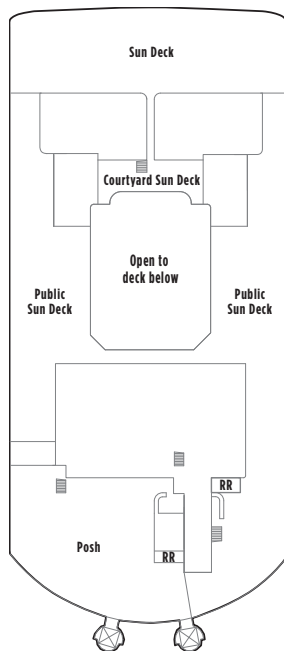 Sun Deck
Courtyard Sun Deck
Open to
deck below
Public
Sun Deck
Public
Sun Deck
RR
Posh
RR